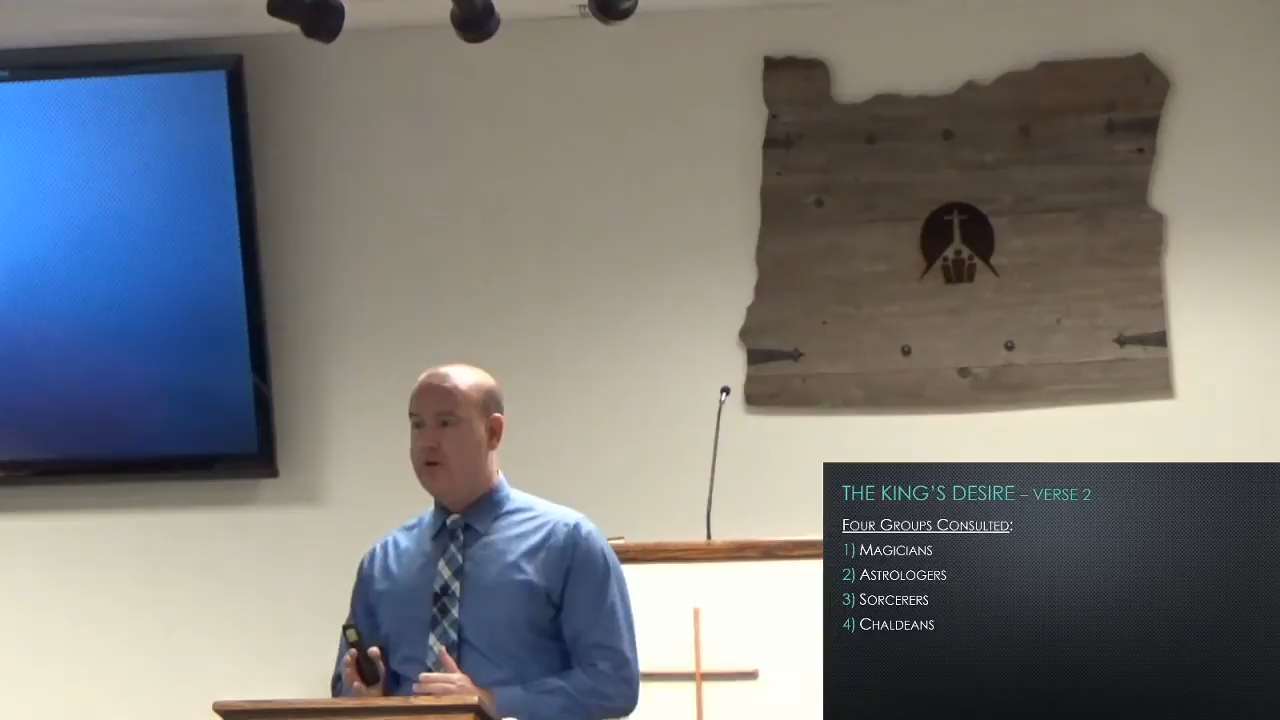 THE KING'S DESIRE – VERSE 2
FOUR GROUPS CONSULTED:
1) MAGICIANS
2) ASTROLOGERS
3) SORCERERS
4) CHALDEANS